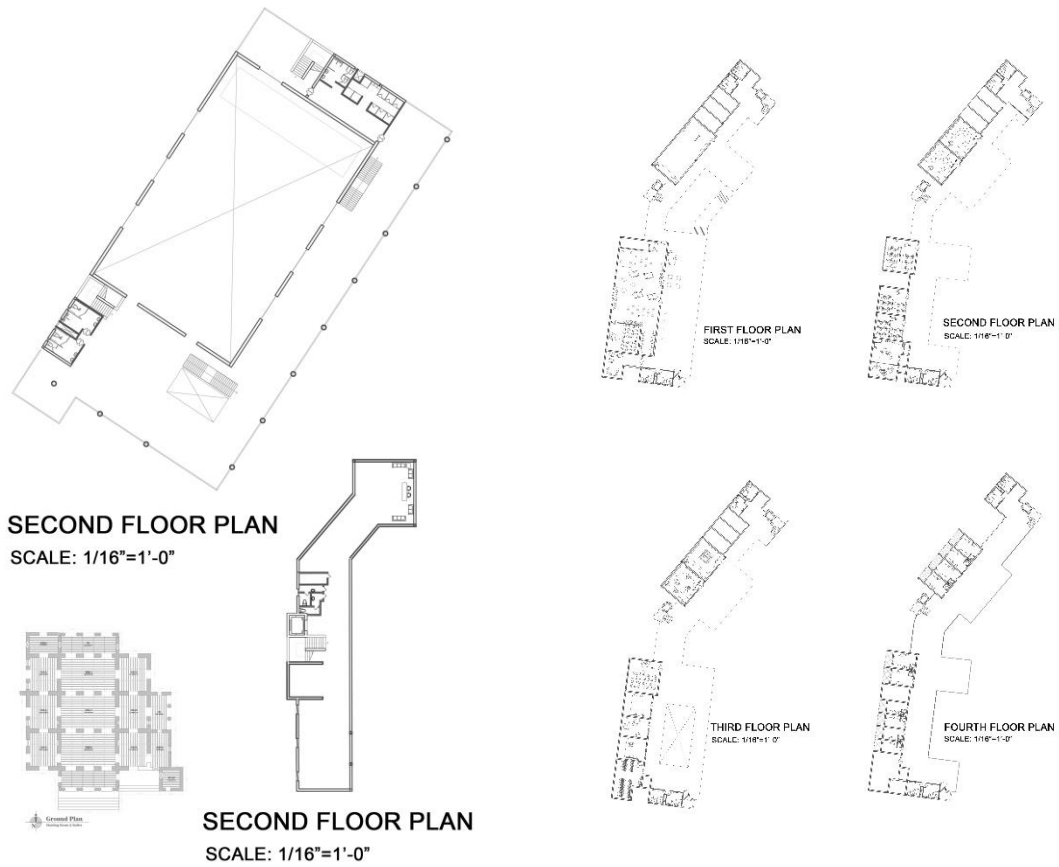 SECOND FLOOR PLAN
SCALE: 1/16"=1'-0"
Ground Plan
SECOND FLOOR PLAN
SCALE: 1/16"=1'-0"
FIRST FLOOR PLAN
SCALE: 1/16"=1'-0"
SECOND FLOOR PLAN
SCALE: 1/16"=1'-0"
THIRD FLOOR PLAN
SCALE: 1/16"=1'-0"
FOURTH FLOOR PLAN
SCALE: 1/16"=1'-0"